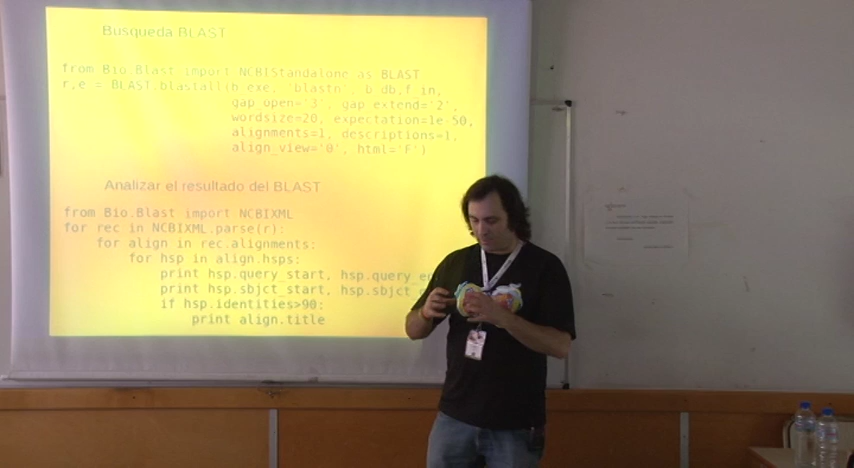 Busqueda BLAST
from Bio.Blast import NCBIStandalone as BLAST
r,e = BLAST.blastall(b_exe, 'blastn', b_db,f_in,
gap_open='3', gap_extend='2',
wordsize=20, expectation=1e-50,
alignments=1, descriptions=1,
align_view='0', html='F')
Analizar el resultado del BLAST
from Bio.Blast import NCBIXML
for rec in NCBIXML.parse(r):
for align in rec.alignments:
for hsp in align.hsps:
print hsp.query_start, hsp.query_e
print hsp.sbjct_start, hsp.sbjct_
if hsp.identities>90:
print align.title